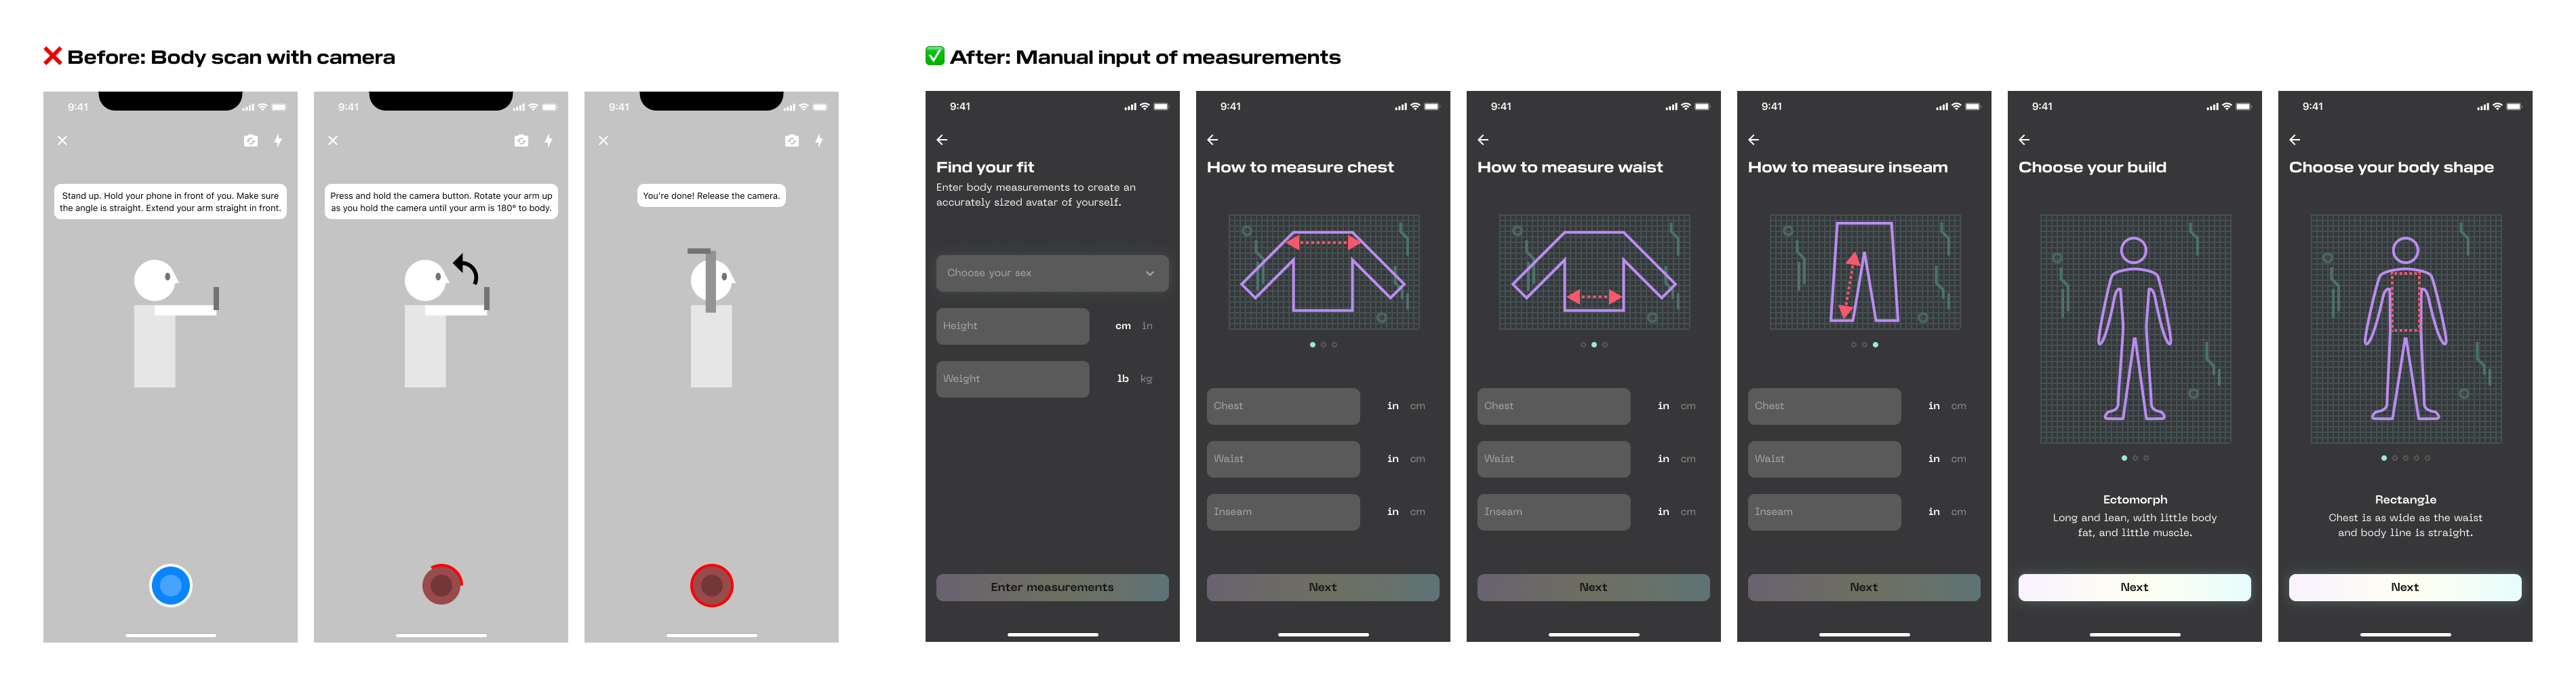 ❌ Before: Body scan with camera
9:41
Stand up. Hold your phone in front of you. Make sure
the angle is straight. Extend your arm straight in front.
9:41
Press and hold the camera button. Rotate your arm up
as you hold the camera until your arm is 180° to body.
9:41
You're done! Release the camera.
✅ After: Manual input of measurements
9:41
Find your fit
Enter body measurements to create an
accurately sized avatar of yourself.
Choose your sex
Height cm in
Weight lb kg
Enter measurements
9:41
How to measure chest
Chest in cm
Waist in cm
Inseam in cm
Next
9:41
How to measure waist
Chest in cm
Waist in cm
Inseam in cm
Next
9:41
How to measure inseam
Chest in cm
Waist in cm
Inseam in cm
Next
9:41
Choose your build
Ectomorph
Long and lean, with little body
fat, and little muscle.
Next
9:41
Choose your body shape
Rectangle
Chest is as wide as the waist
and body line is straight.
Next